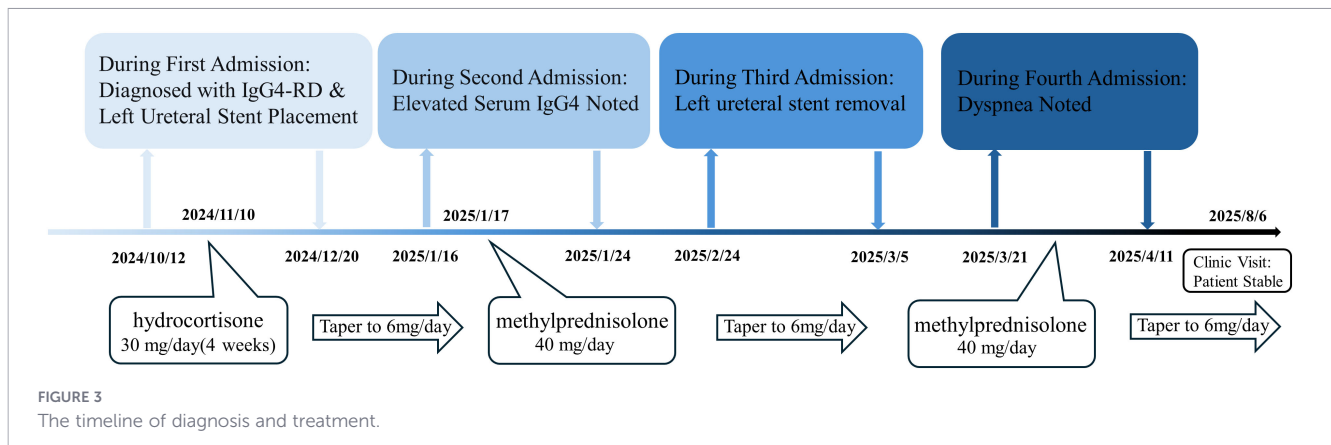 During First Admission:
Diagnosed with IgG4-RD &
Left Ureteral Stent Placement
During Second Admission:
Elevated Serum IgG4 Noted
During Third Admission:
Left ureteral stent removal
During Fourth Admission:
Dyspnea Noted
2024/11/10
2025/1/17
2025/8/6
2024/10/12
2024/12/20
2025/1/16
2025/1/24
2025/2/24
2025/3/5
2025/3/21
2025/4/11
Clinic Visit:
Patient Stable
hydrocortisone
30 mg/day(4 weeks)
Taper to 6mg/day
methylprednisolone
40 mg/day
Taper to 6mg/day
methylprednisolone
40 mg/day
Taper to 6mg/day
FIGURE 3
The timeline of diagnosis and treatment.